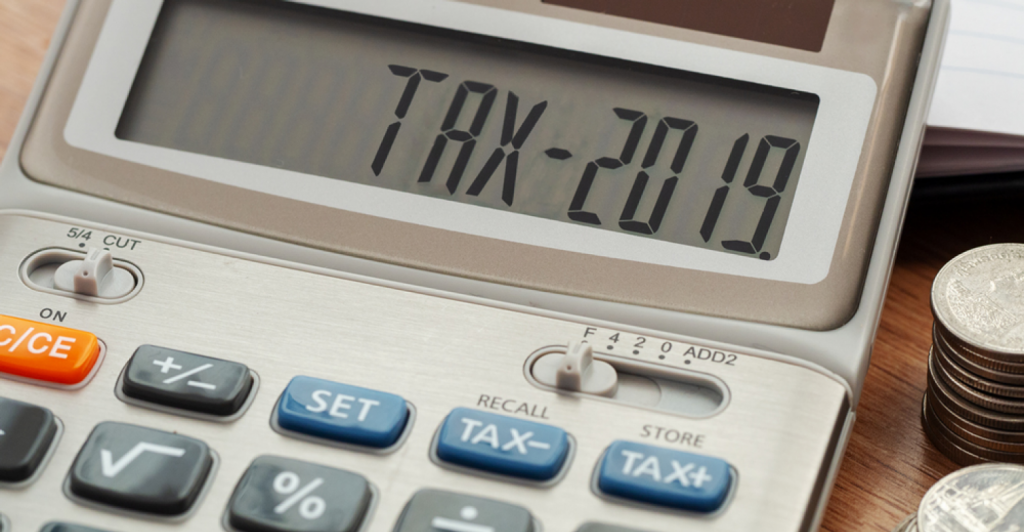 TAX-2019.
5/4 CUT
ON
F 4 2 0 ADD2
C/CE
+/−
SET
RECALL
TAX−
STORE
TAX+
√
%
÷